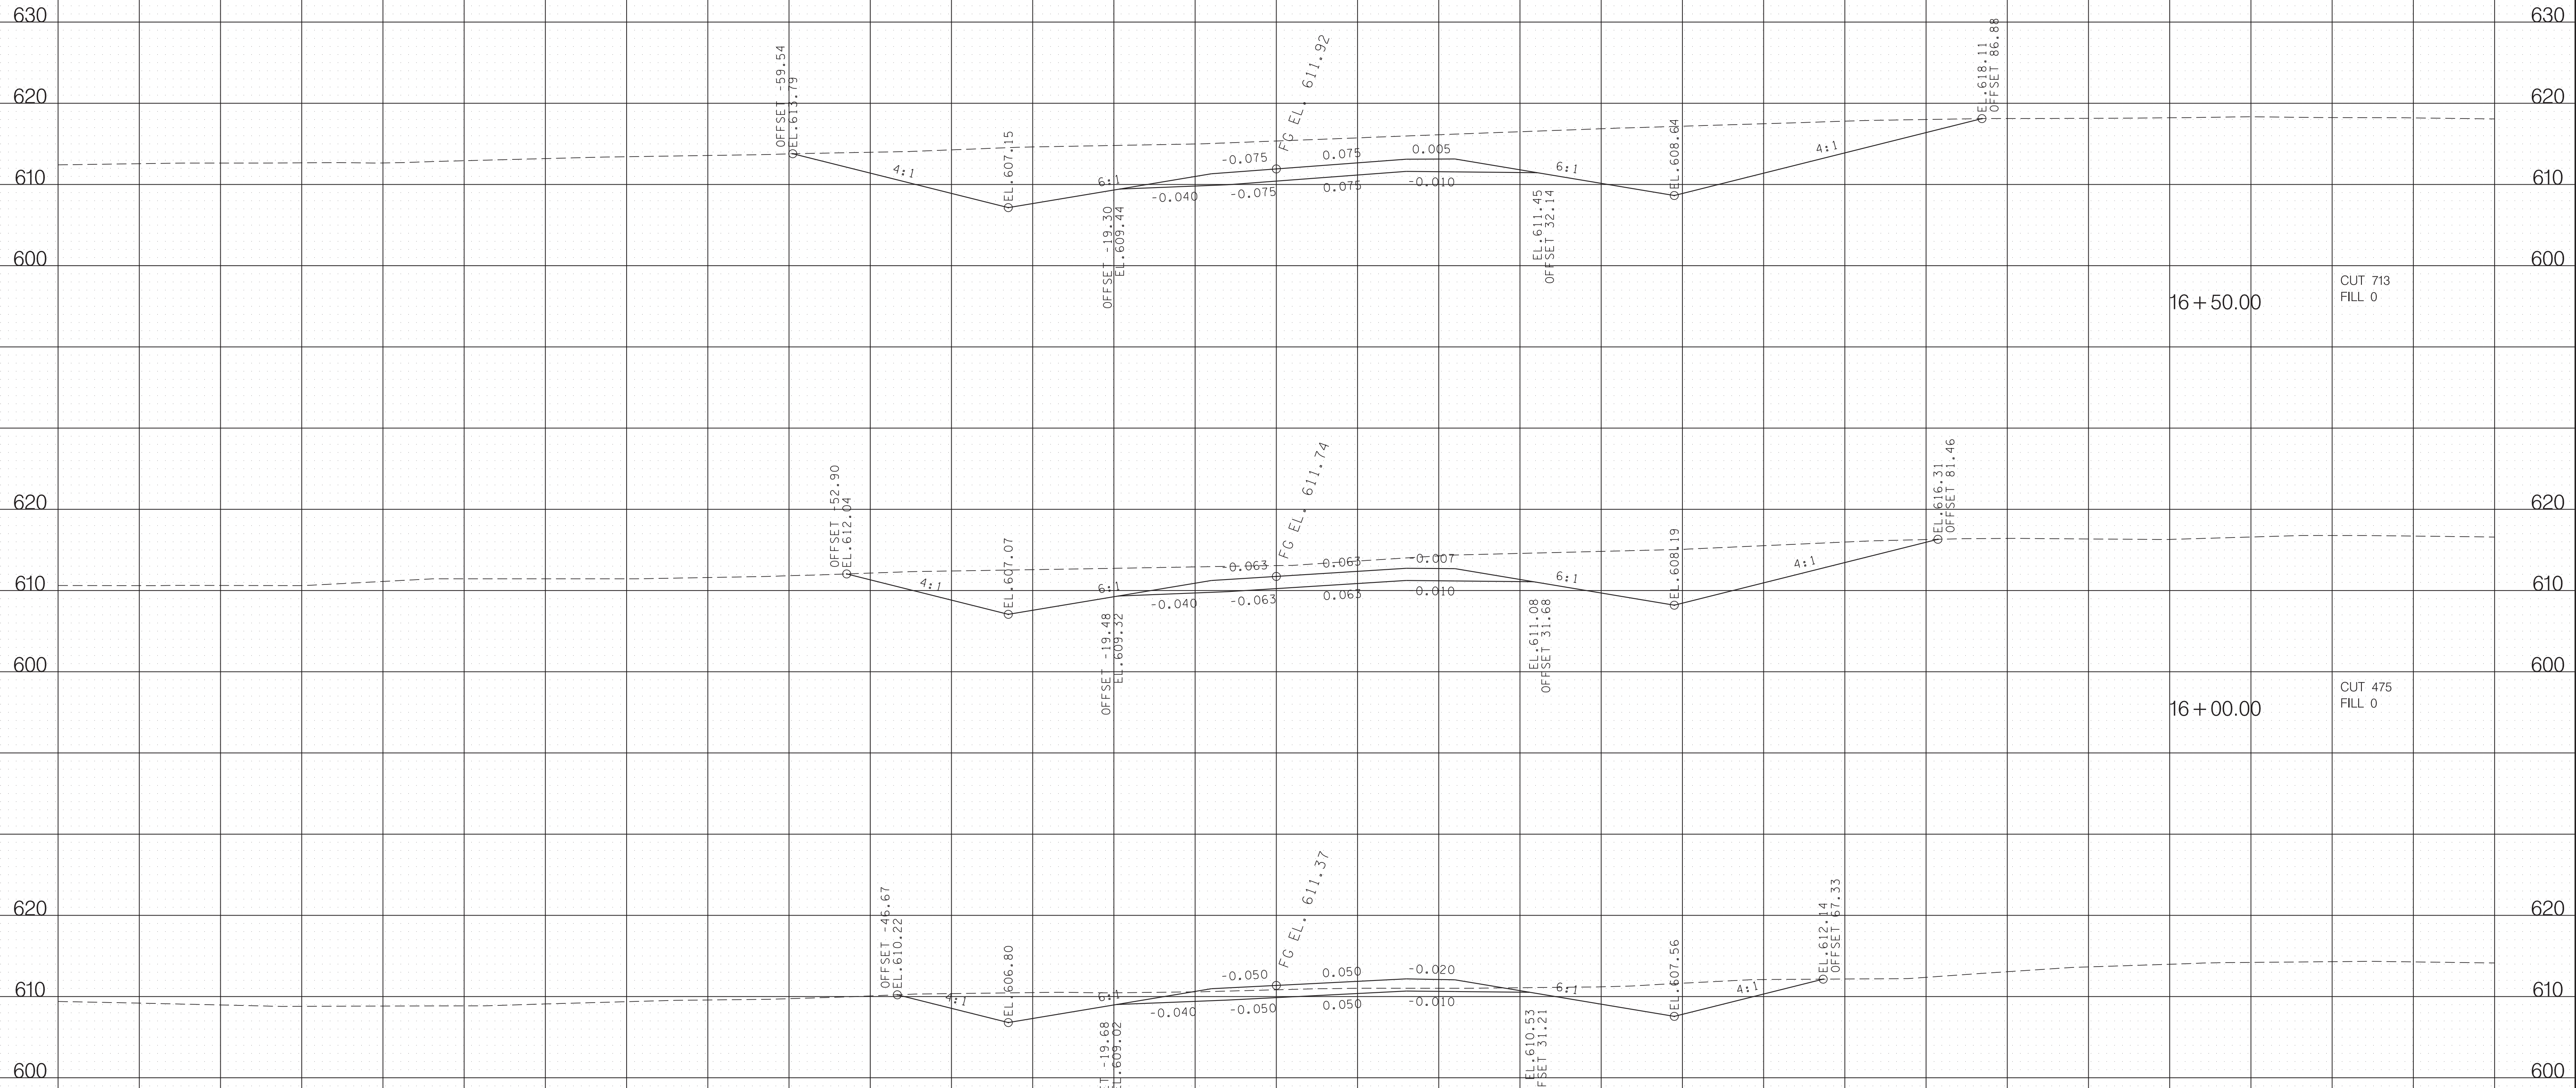 630
630
OFFSET -59.54
EL.613.79
EL.607.15
FG EL. 611.92
EL.608.64
EL.618.11
OFFSET 86.88
620
620
4:1
6:1
-0.075
0.075
0.005
6:1
4:1
610
610
-0.040
-0.075
0.075
-0.010
OFFSET -19.30
EL.609.44
EL.611.45
OFFSET 32.14
600
600
16+50.00
CUT 713
FILL 0
OFFSET -52.90
EL.612.04
EL.607.07
FG EL. 611.74
EL.608.19
EL.616.31
OFFSET 81.46
620
620
4:1
6:1
-0.063
0.063
-0.007
6:1
4:1
610
610
-0.040
-0.063
0.063
0.010
OFFSET -19.48
EL.609.32
EL.611.08
OFFSET 31.68
600
600
16+00.00
CUT 475
FILL 0
OFFSET -46.67
EL.610.22
EL.606.80
FG EL. 611.37
EL.607.56
EL.612.14
OFFSET 67.33
620
620
4:1
6:1
-0.050
0.050
-0.020
6:1
4:1
610
610
-0.040
-0.050
0.050
-0.010
ET -19.68
EL.609.02
EL.610.53
FSET 31.21
600
600